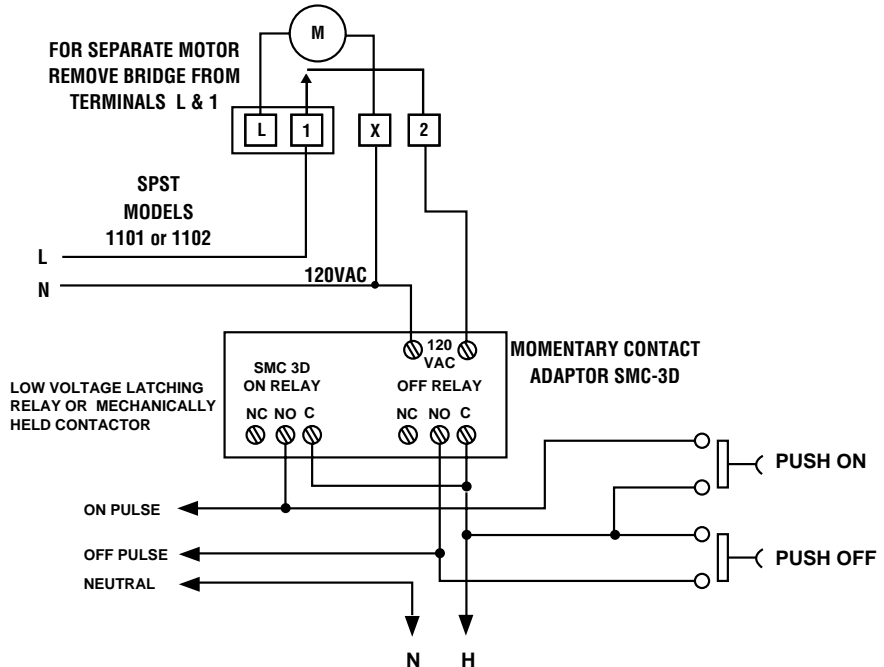 M
FOR SEPARATE MOTOR
REMOVE BRIDGE FROM
TERMINALS L & 1
L 1 X 2
SPST
MODELS
1101 or 1102
L
120VAC
N
120
VAC
MOMENTARY CONTACT
ADAPTOR SMC-3D
SMC 3D
ON RELAY
OFF RELAY
LOW VOLTAGE LATCHING
RELAY OR MECHANICALLY
HELD CONTACTOR
NC NO C
NC NO C
PUSH ON
ON PULSE
OFF PULSE
PUSH OFF
NEUTRAL
N H